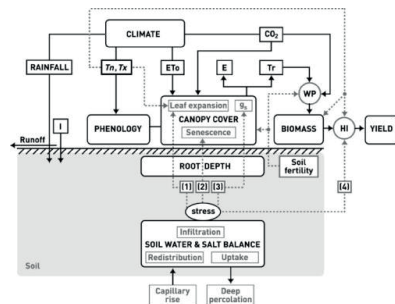 CLIMATE
CO2
RAINFALL
Tn, Tx
ETo
E
Tr
WP
Leaf expansion
gs
I
PHENOLOGY
CANOPY COVER
Senescence
BIOMASS
HI
YIELD
Runoff
ROOT DEPTH
Soil
fertility
(1)
(2)
(3)
(4)
stress
Infiltration
SOIL WATER & SALT BALANCE
Redistribution
Uptake
Soil
Capillary
rise
Deep
percolation